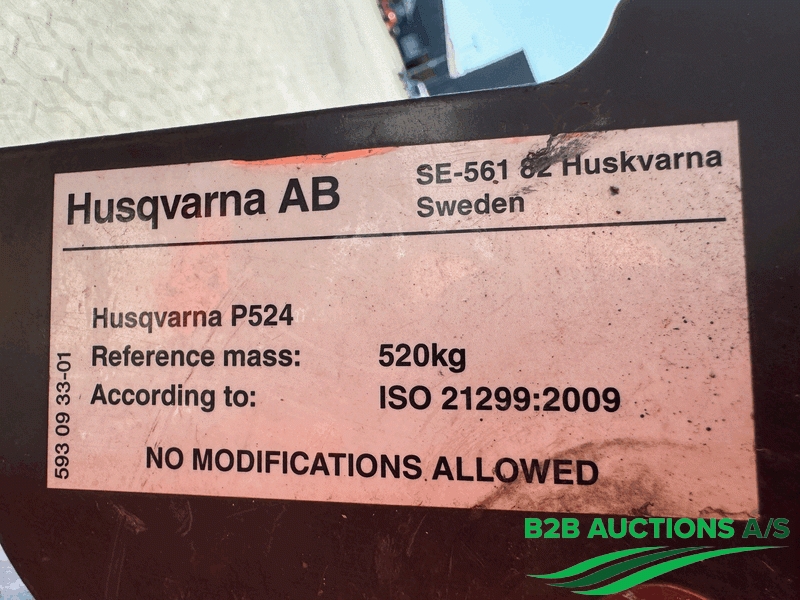 Husqvarna AB
SE-561 82 Huskvarna
Sweden
Husqvarna P524
Reference mass: 520kg
According to: ISO 21299:2009
NO MODIFICATIONS ALLOWED
593 09 33-01
B2B AUCTIONS A/S